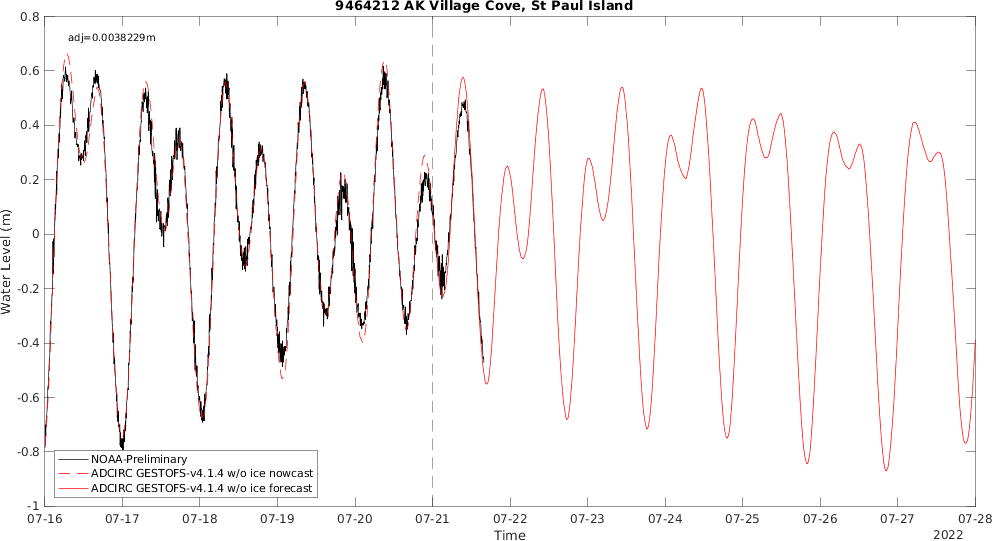 9464212 AK Village Cove, St Paul Island
adj=0.0038229m
0.8
0.6
0.4
0.2
0
-0.2
-0.4
-0.6
-0.8
-1
Water Level (m)
NOAA-Preliminary
ADCIRC GESTOFS-v4.1.4 w/o ice nowcast
ADCIRC GESTOFS-v4.1.4 w/o ice forecast
07-16 07-17 07-18 07-19 07-20 07-21 07-22 07-23 07-24 07-25 07-26 07-27 07-28
Time
2022